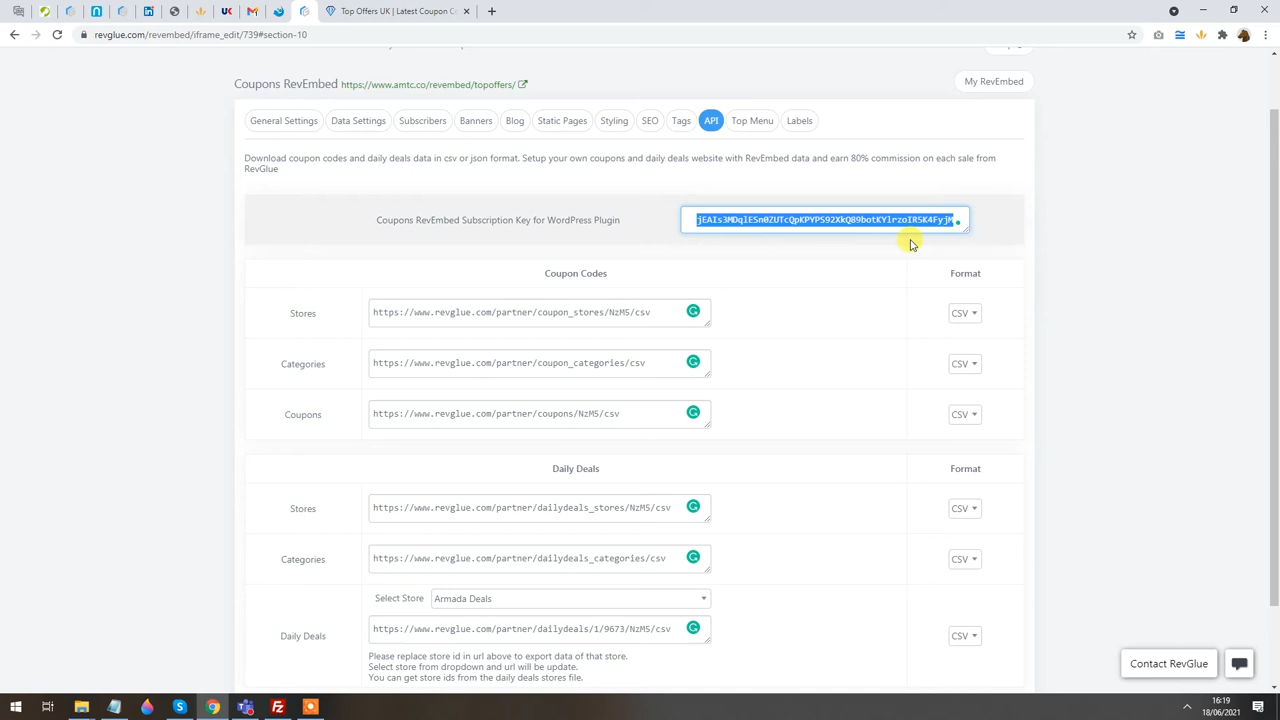 Top Offers UK | Latest Coupon Co
revglue.com/revembed/iframe_edit/739#section-10
Coupons RevEmbed https://www.amtc.co/revembed/topoffers/
My RevEmbed
General Settings
Data Settings
Subscribers
Banners
Blog
Static Pages
Styling
SEO
Tags
API
Top Menu
Labels
Download coupon codes and daily deals data in csv or json format. Setup your own coupons and daily deals website with RevEmbed data and earn 80% commission on each sale from
RevGlue
Coupons RevEmbed Subscription Key for WordPress Plugin
Coupon Codes
Format
Stores
https://www.revglue.com/partner/coupon_stores/NzM5/csv
CSV
Categories
https://www.revglue.com/partner/coupon_categories/csv
CSV
Coupons
https://www.revglue.com/partner/coupons/NzM5/csv
CSV
Daily Deals
Format
Stores
https://www.revglue.com/partner/dailydeals_stores/NzM5/csv
CSV
Categories
https://www.revglue.com/partner/dailydeals_categories/csv
CSV
Select Store
Armada Deals
Daily Deals
https://www.revglue.com/partner/dailydeals/1/9673/NzM5/csv
CSV
Please replace store id in url above to export data of that store.
Select store from dropdown and url will be update.
You can get store ids from the daily deals stores file.
Contact RevGlue
16:19
18/06/2021